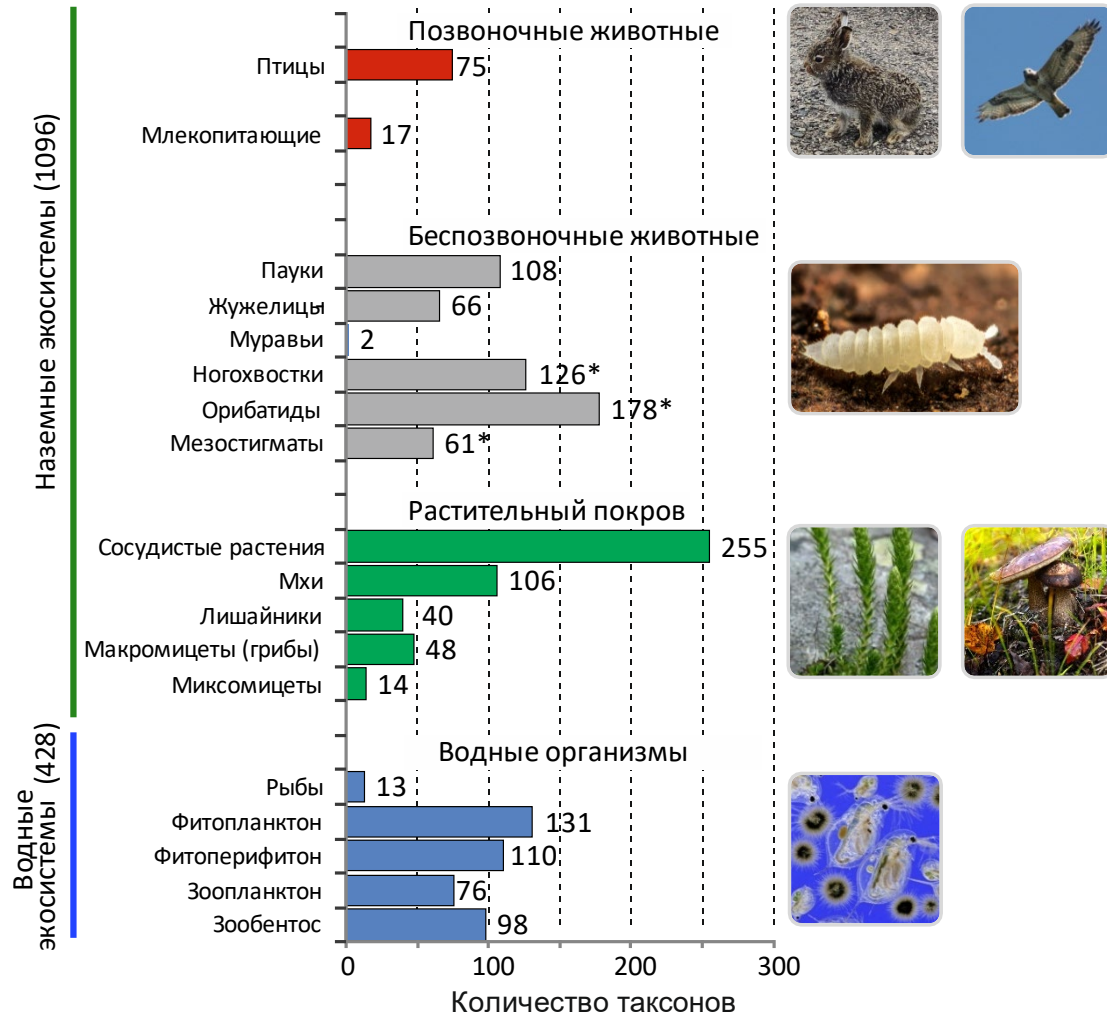 Позвоночные животные
Птицы 75
Млекопитающие 17
Наземные экосистемы (1096)
Беспозвоночные животные
Пауки 108
Жужелицы 66
Муравьи 2
Ногохвостки 126*
Орибатиды 178*
Мезостигматы 61*
Растительный покров
Сосудистые растения 255
Мхи 106
Лишайники 40
Макромицеты (грибы) 48
Миксомицеты 14
Водные
экосистемы (428)
Водные организмы
Рыбы 13
Фитопланктон 131
Фитоперифитон 110
Зоопланктон 76
Зообентос 98
0 100 200 300
Количество таксонов